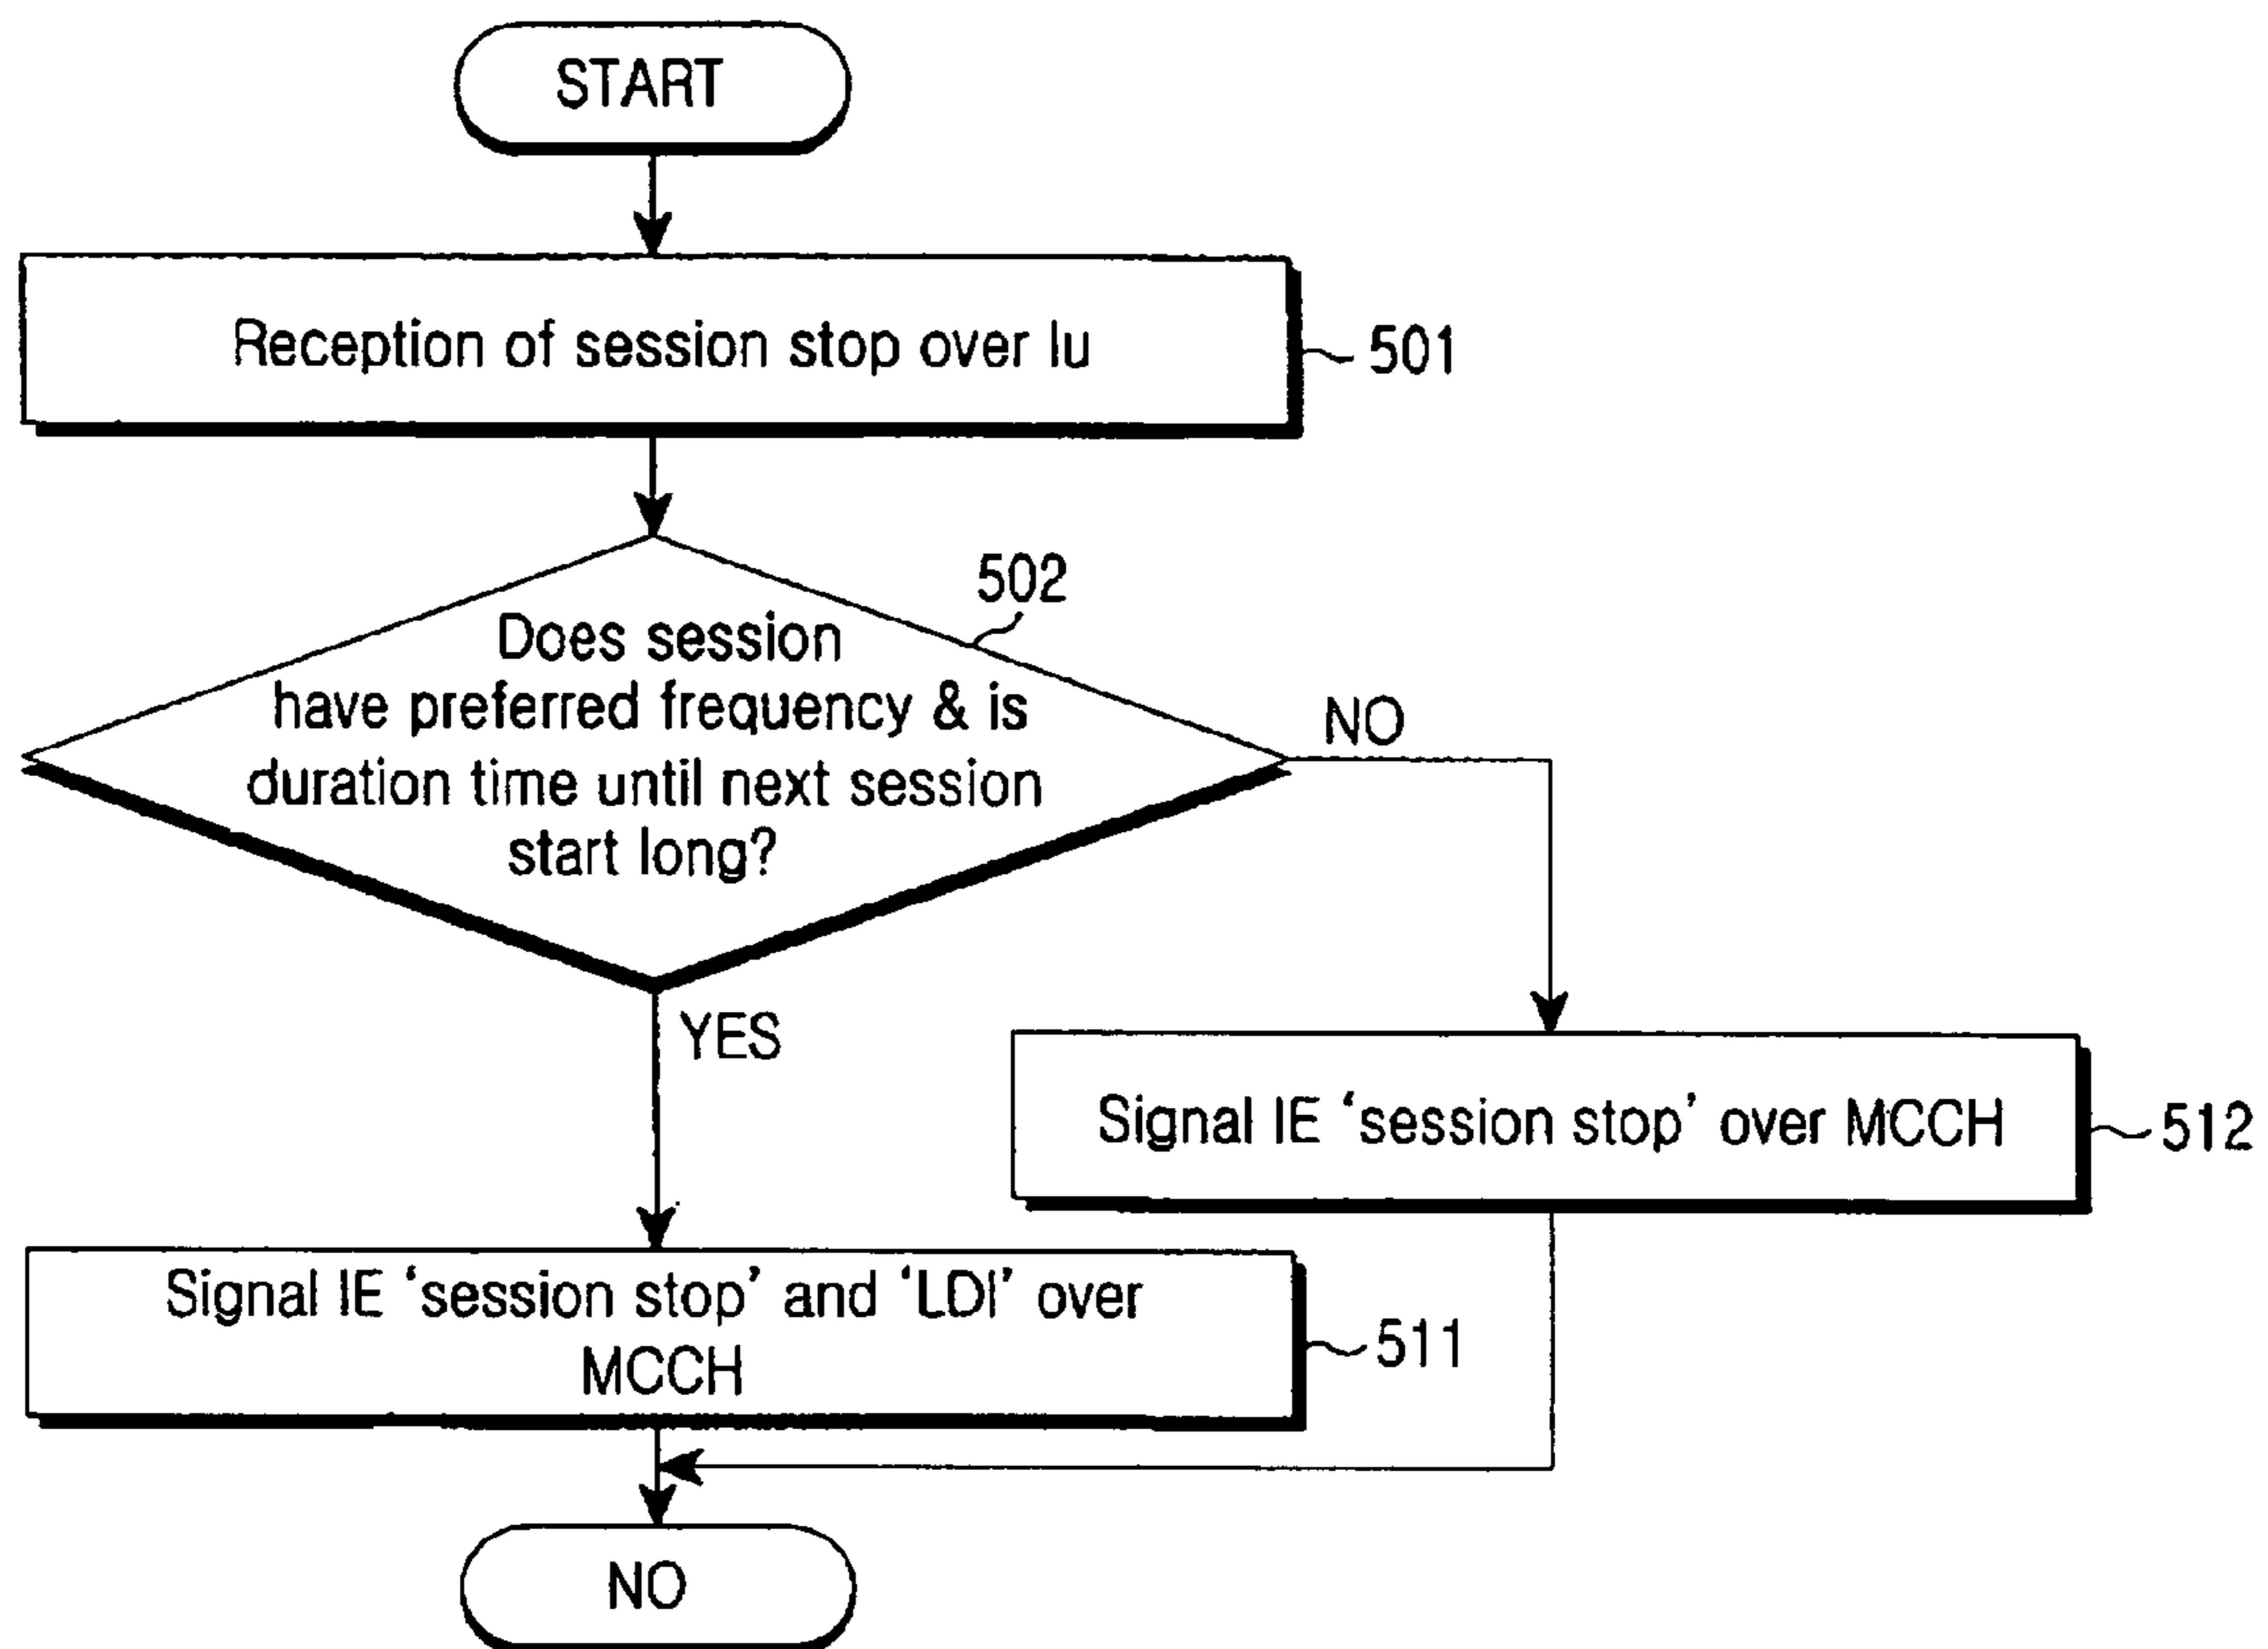 START
Reception of session stop over Iu
501
502
Does session
have preferred frequency & is
duration time until next session
start long?
NO
YES
Signal IE ‘session stop’ over MCCH
512
Signal IE ‘session stop’ and ‘LDI’ over
MCCH
511
NO